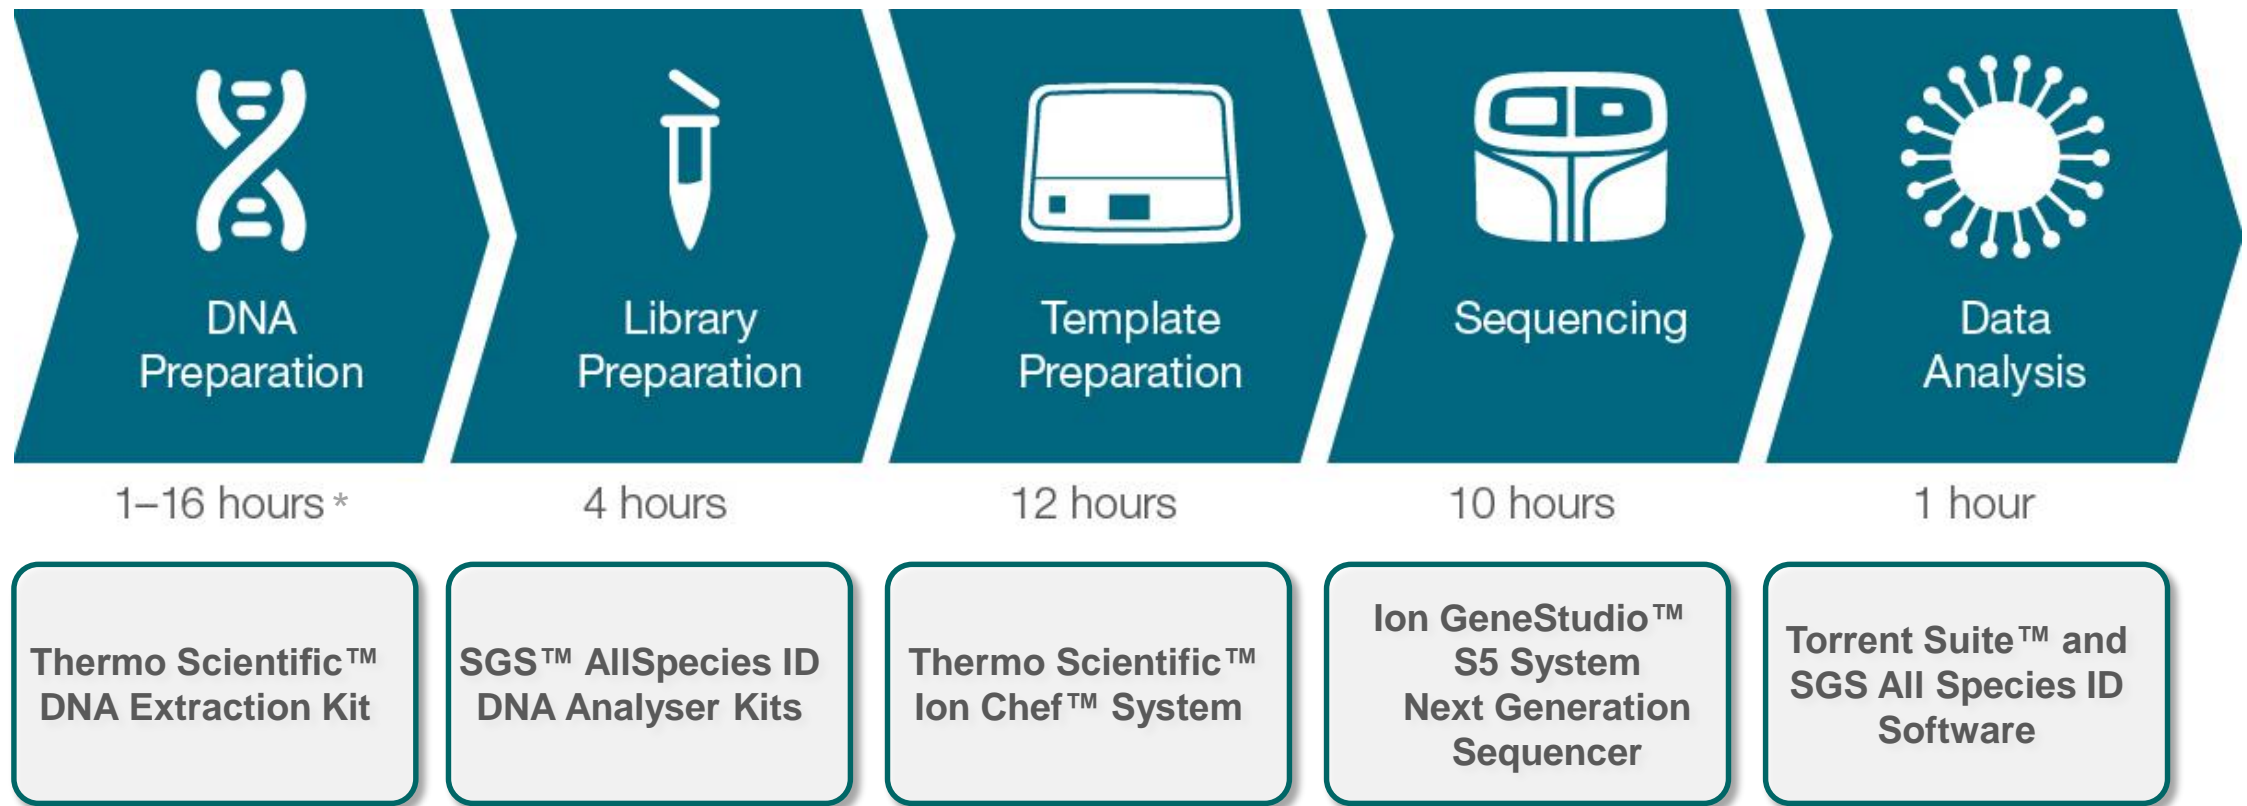 DNA
Preparation
Library
Preparation
Template
Preparation
Sequencing
Data
Analysis
1–16 hours *
4 hours
12 hours
10 hours
1 hour
Thermo Scientific™
DNA Extraction Kit
SGS™ AllSpecies ID
DNA Analyser Kits
Thermo Scientific™
Ion Chef™ System
Ion GeneStudio™
S5 System
Next Generation
Sequencer
Torrent Suite™ and
SGS All Species ID
Software